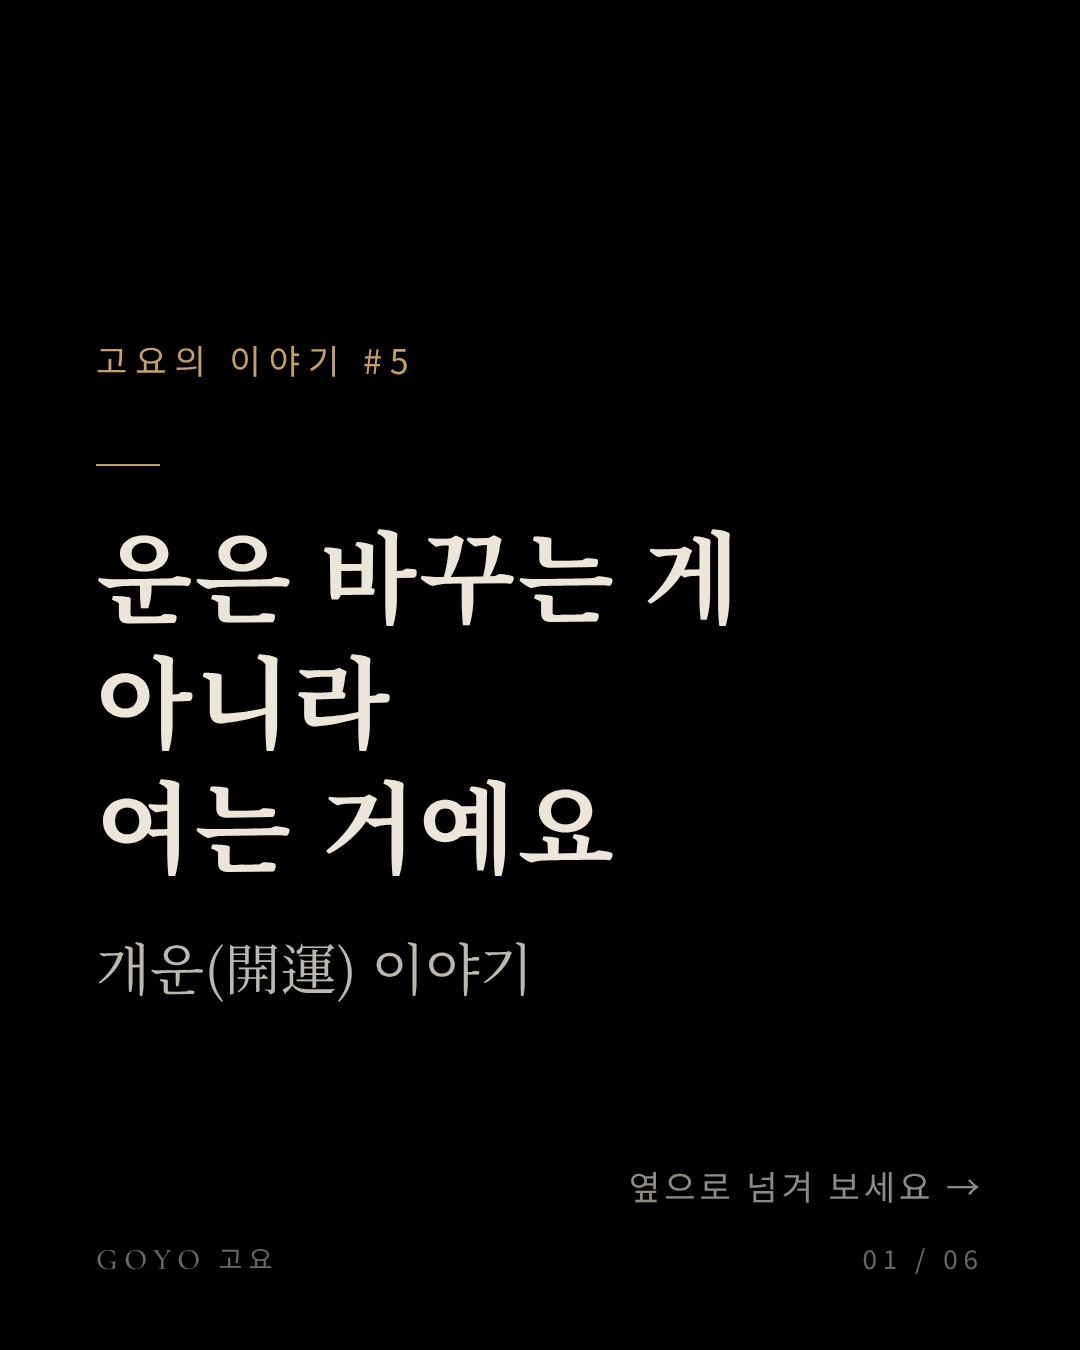 고요의 이야기 #5
운은 바꾸는 게
아니라
여는 거예요
개운(開運) 이야기
옆으로 넘겨 보세요 →
GOYO 고요
01 / 06